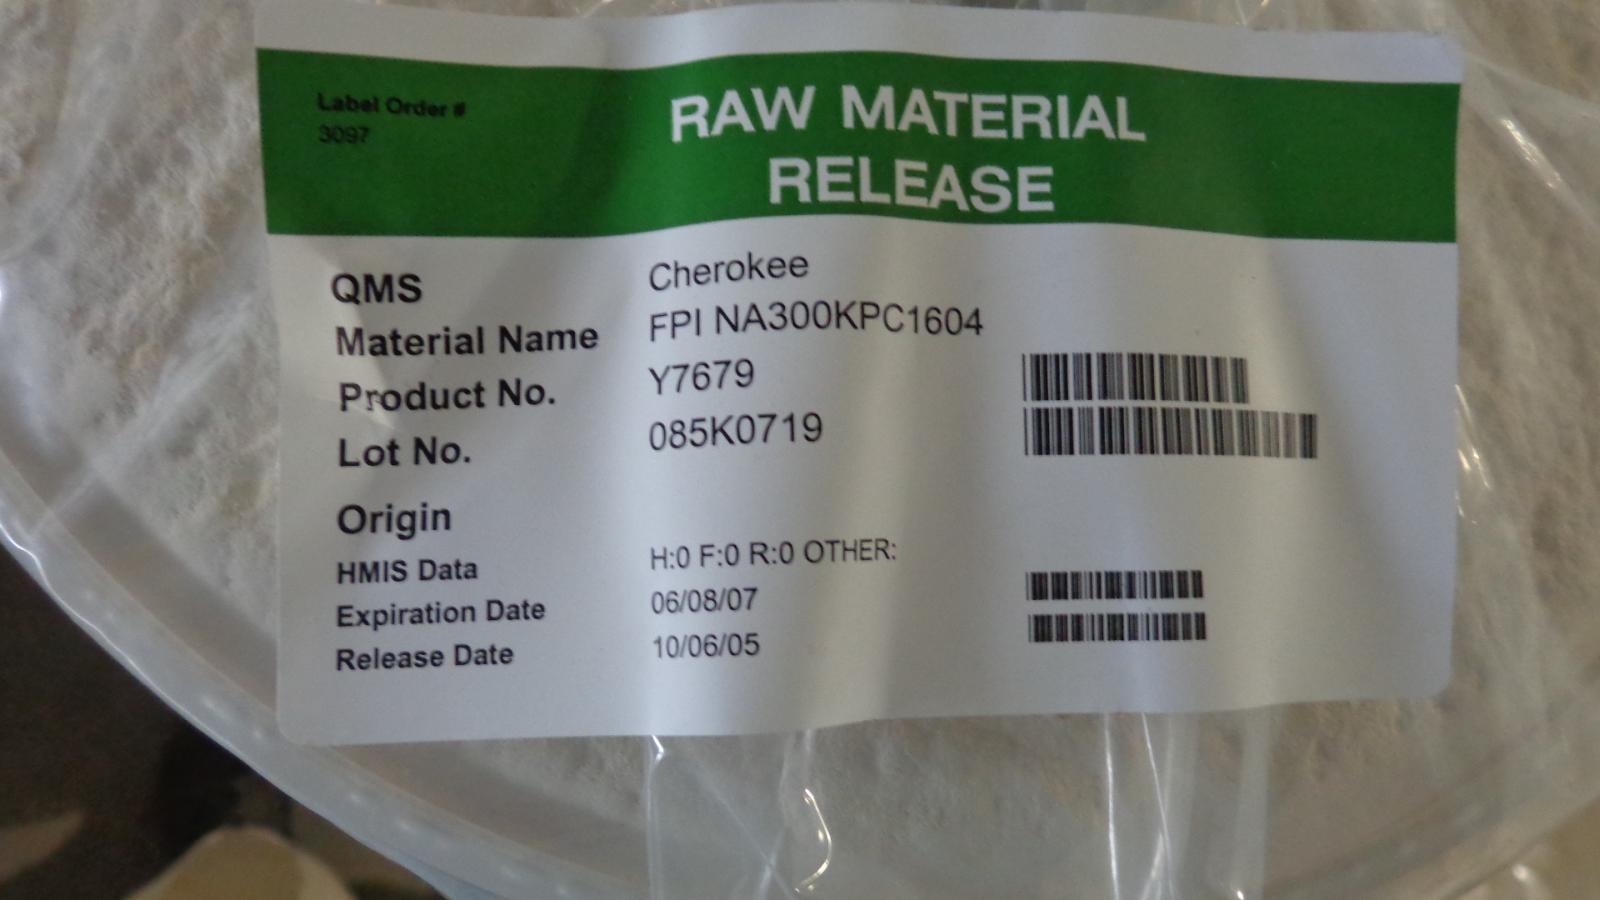 Label Order #
3097
RAW MATERIAL
RELEASE
QMS Cherokee
Material Name FPI NA300KPC1604
Product No. Y7679
Lot No. 085K0719
Origin
HMIS Data H:0 F:0 R:0 OTHER:
Expiration Date 06/08/07
Release Date 10/06/05